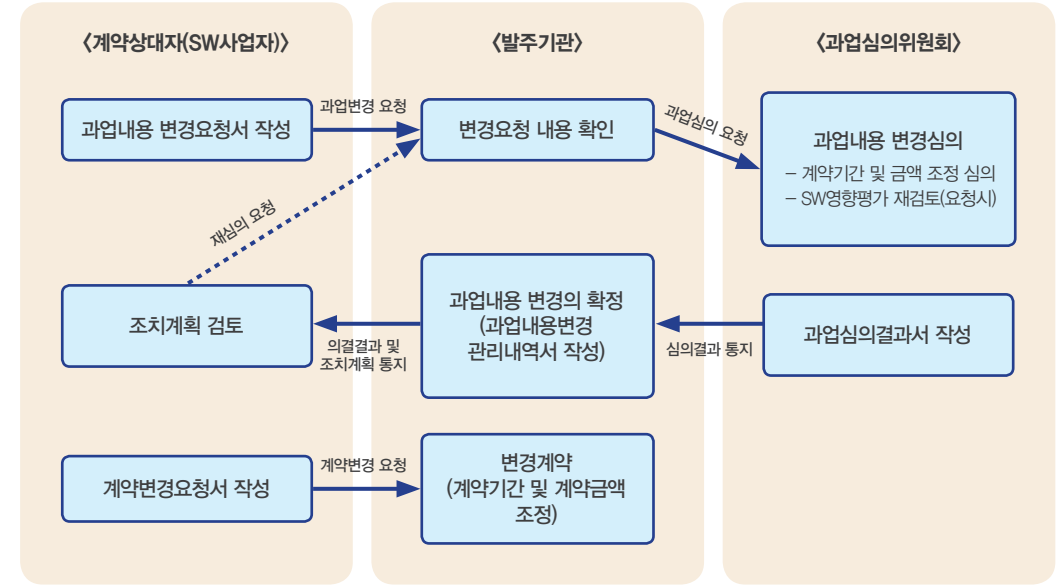 〈계약상대자(SW사업자)〉
〈발주기관〉
〈과업심의위원회〉
과업내용 변경요청서 작성
과업변경 요청
변경요청 내용 확인
과업심의 요청
과업내용 변경심의
– 계약기간 및 금액 조정 심의
– SW영향평가 재검토(요청시)
재심의 요청
조치계획 검토
의결결과 및
조치계획 통지
과업내용 변경의 확정
(과업내용변경
관리내역서 작성)
심의결과 통지
과업심의결과서 작성
계약변경요청서 작성
계약변경 요청
변경계약
(계약기간 및 계약금액
조정)